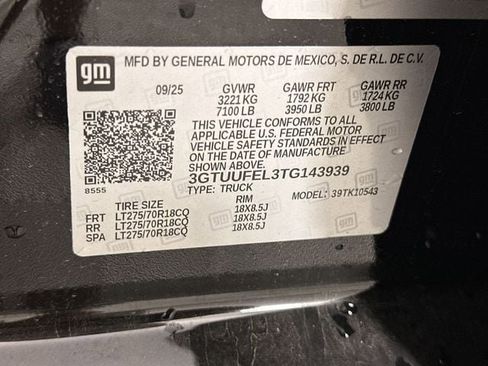 gm
MFD BY GENERAL MOTORS DE MEXICO, S. DE R.L. DE C.V.
09/25 GVWR GAWR FRT GAWR RR
3221 KG 1792 KG 1724 KG
7100 LB 3950 LB 3800 LB
THIS VEHICLE CONFORMS TO ALL
APPLICABLE U.S. FEDERAL MOTOR
VEHICLE SAFETY STANDARDS IN EFFECT
ON THE DATE OF MANUFACTURE
SHOWN ABOVE.
8555 3GTUUFEL3TG143939
TYPE: TRUCK MODEL: 39TK10543
TIRE SIZE RIM
FRT LT275/70R18CQ 18X8.5J
RR LT275/70R18CQ 18X8.5J
SPA LT275/70R18CQ 18X8.5J